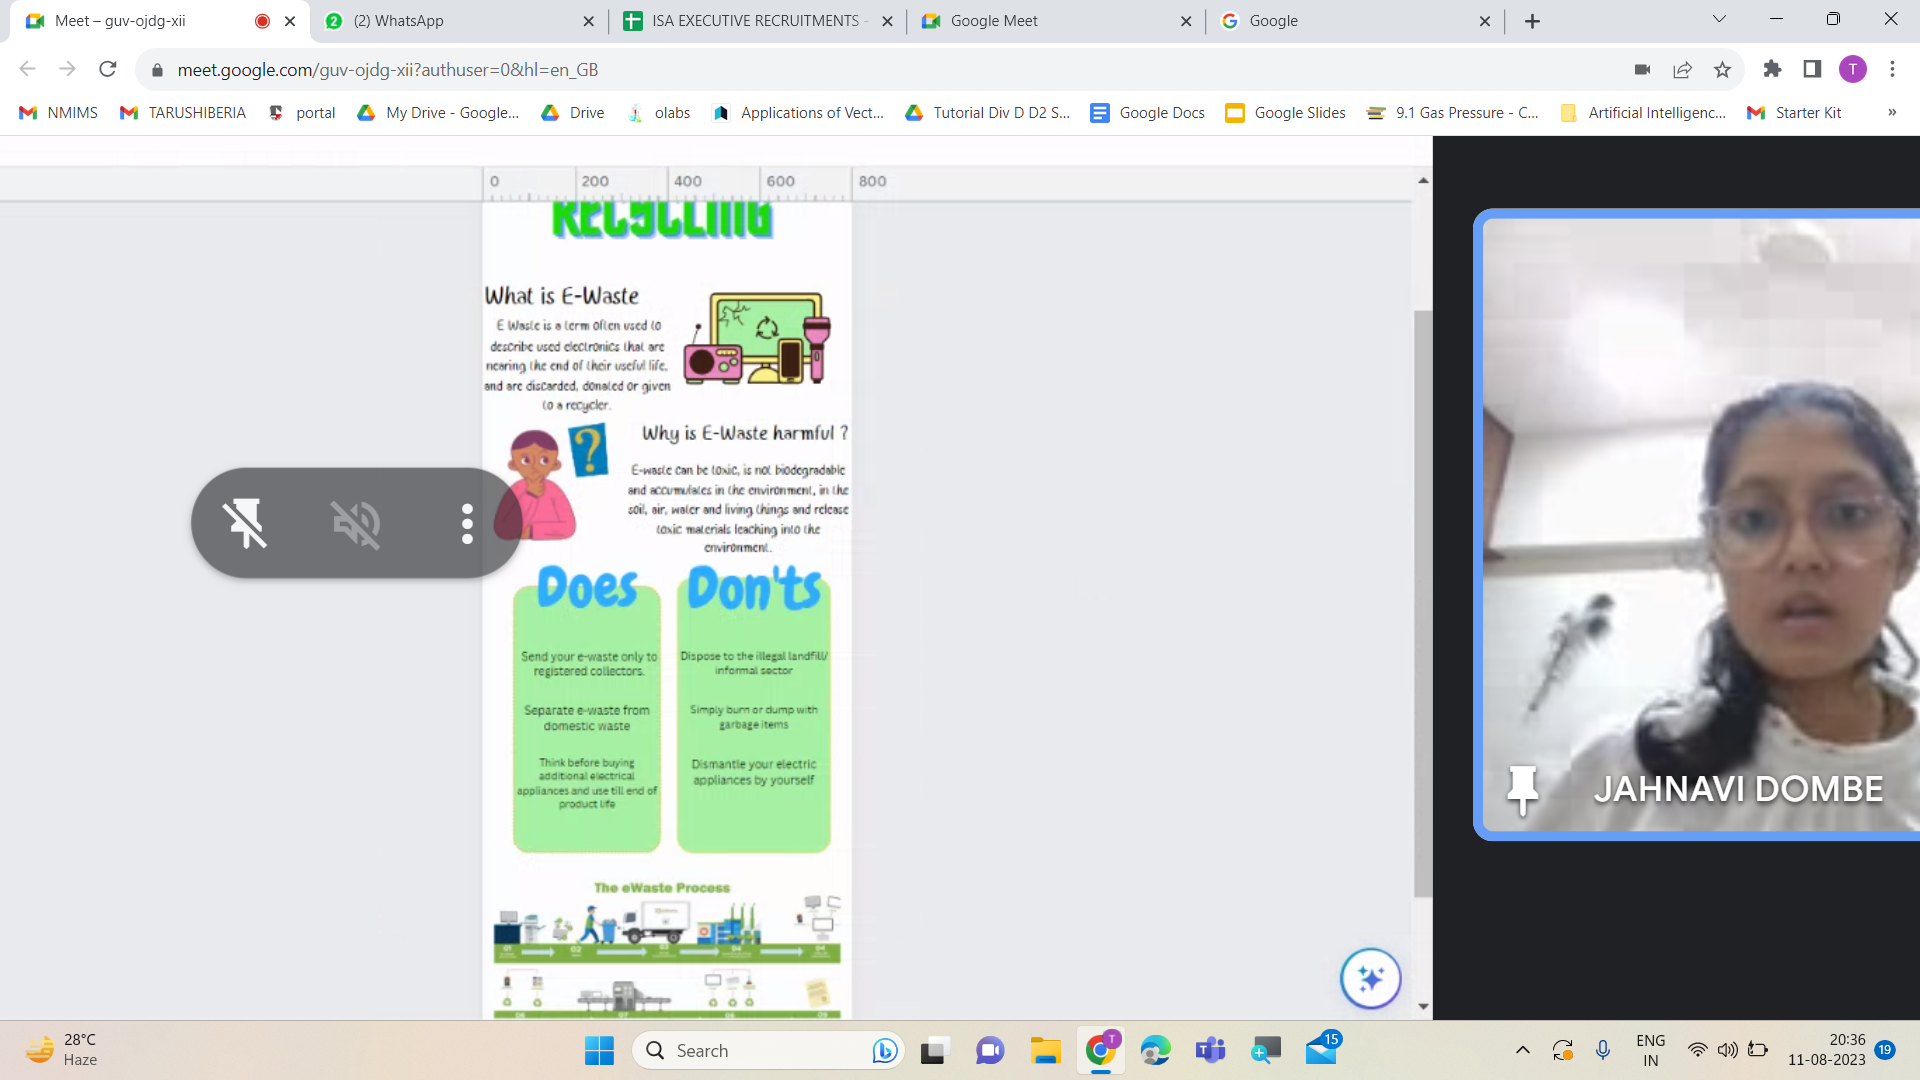 Meet – guv-ojdg-xii
(2) WhatsApp
ISA EXECUTIVE RECRUITMENTS -
Google Meet
Google
meet.google.com/guv-ojdg-xii?authuser=0&hl=en_GB
T
NMIMS
TARUSHIBERIA
portal
My Drive - Google...
Drive
olabs
Applications of Vect...
Tutorial Div D D2 S...
Google Docs
Google Slides
9.1 Gas Pressure - C...
Artificial Intelligenc...
Starter Kit
»
0 200 400 600 800
RECYCLING
What is E-Waste
E Waste is a term often used to
describe used electronics that are
nearing the end of their useful life,
and are discarded, donated or given
to a recycler.
?
Why is E-Waste harmful ?
E-waste can be toxic, is not biodegradable
and accumulates in the environment, in the
soil, air, water and living things and release
toxic materials leaching into the
environment.
Does
Send your e-waste only to
registered collectors.
Separate e-waste from
domestic waste
Think before buying
additional electrical
appliances and use till end of
product life
Don'ts
Dispose to the illegal landfill/
informal sector
Simply burn or dump with
garbage items
Dismantle your electric
appliances by yourself
The eWaste Process
JAHNAVI DOMBE
28°C
Haze
Search
T
15
ENG
IN
20:36
11-08-2023
19